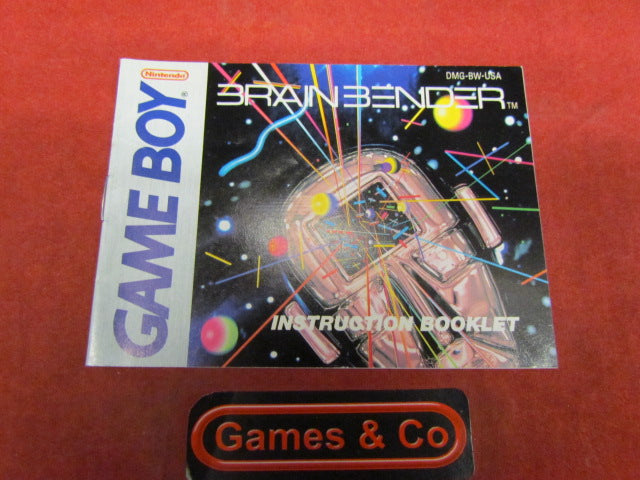 Nintendo
GAME BOY®
DMG-BW-USA
BRAIN BENDER™
INSTRUCTION BOOKLET
Games & Co